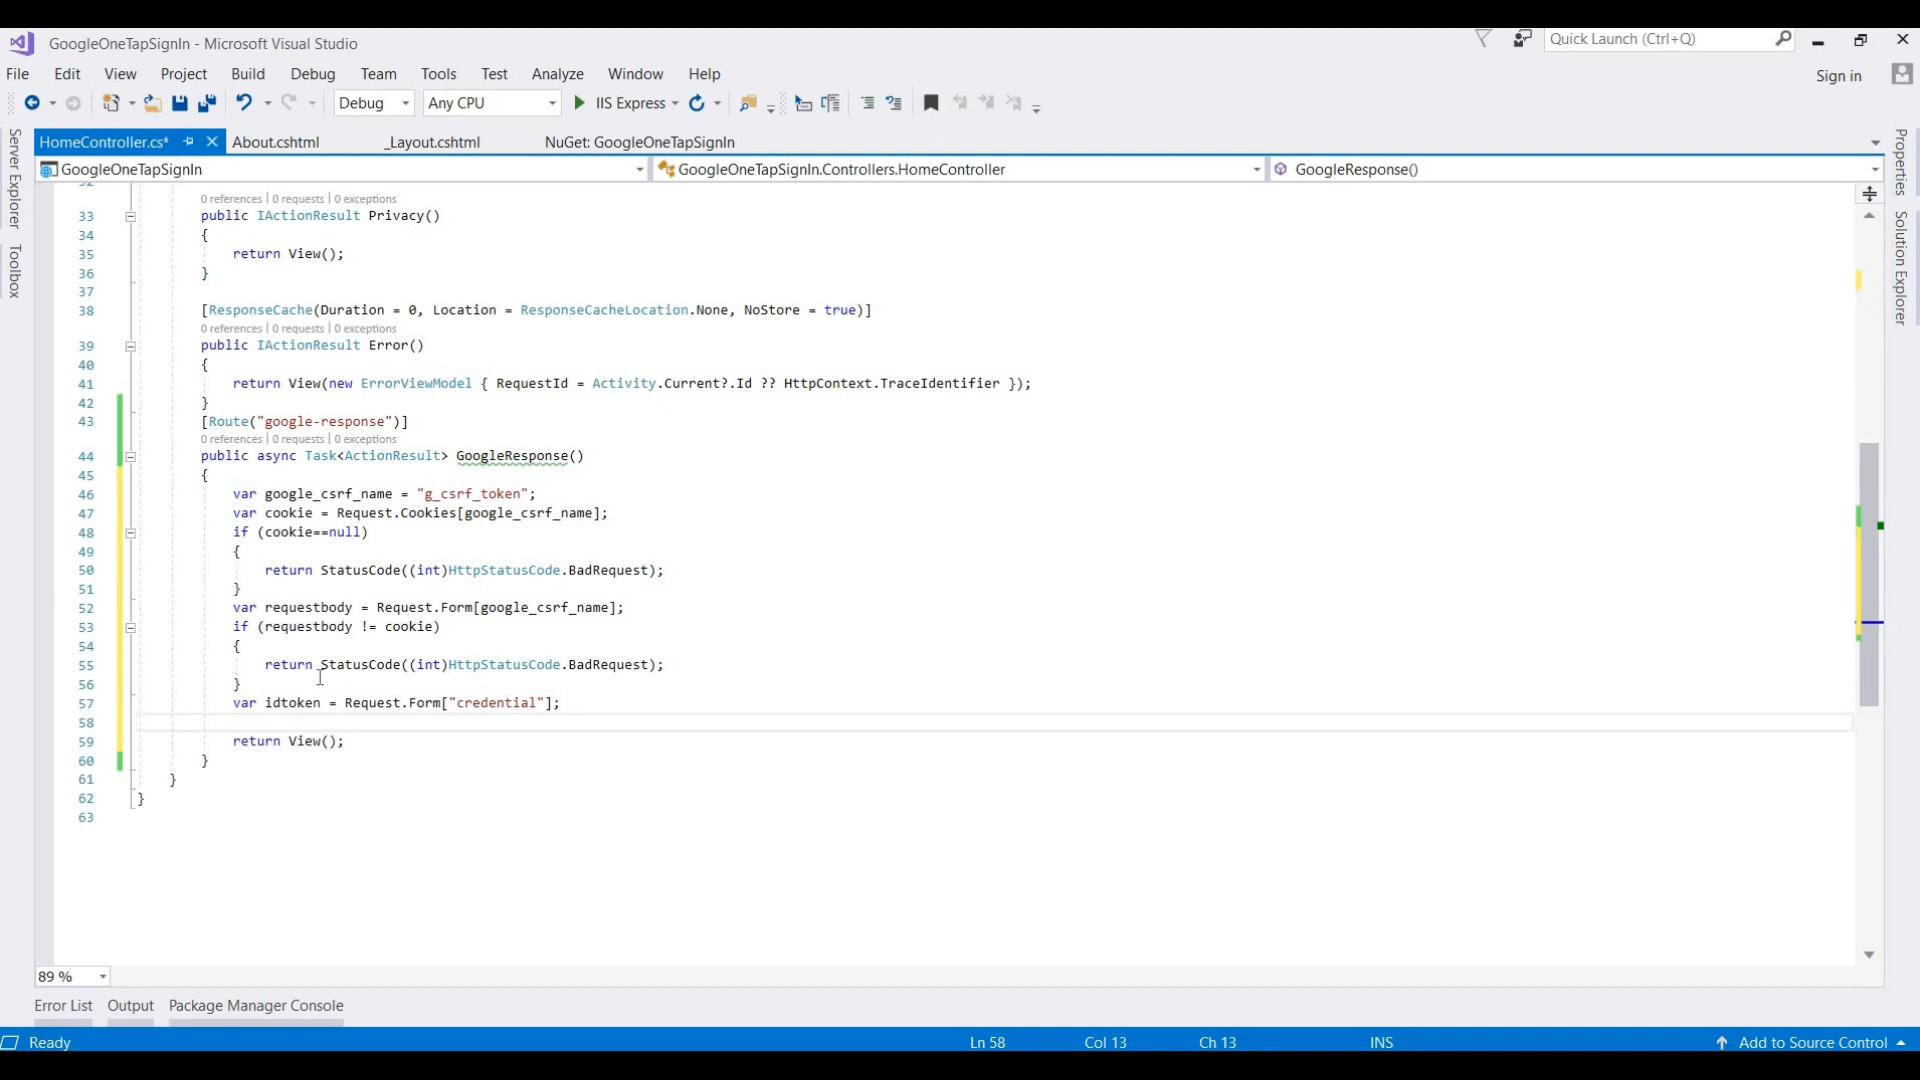 GoogleOneTapSignIn - Microsoft Visual Studio
Quick Launch (Ctrl+Q)
File Edit View Project Build Debug Team Tools Test Analyze Window Help
Sign in
Debug Any CPU IIS Express
HomeController.cs* About.cshtml _Layout.cshtml NuGet: GoogleOneTapSignIn
GoogleOneTapSignIn GoogleOneTapSignIn.Controllers.HomeController GoogleResponse()
Server Explorer
Toolbox
Properties
Solution Explorer
0 references | 0 requests | 0 exceptions
33 public IActionResult Privacy()
34 {
35 return View();
36 }
37
38 [ResponseCache(Duration = 0, Location = ResponseCacheLocation.None, NoStore = true)]
0 references | 0 requests | 0 exceptions
39 public IActionResult Error()
40 {
41 return View(new ErrorViewModel { RequestId = Activity.Current?.Id ?? HttpContext.TraceIdentifier });
42 }
43 [Route("google-response")]
0 references | 0 requests | 0 exceptions
44 public async Task<ActionResult> GoogleResponse()
45 {
46 var google_csrf_name = "g_csrf_token";
47 var cookie = Request.Cookies[google_csrf_name];
48 if (cookie==null)
49 {
50 return StatusCode((int)HttpStatusCode.BadRequest);
51 }
52 var requestbody = Request.Form[google_csrf_name];
53 if (requestbody != cookie)
54 {
55 return StatusCode((int)HttpStatusCode.BadRequest);
56 }
57 var idtoken = Request.Form["credential"];
58
59 return View();
60 }
61 }
62 }
63
89 %
Error List Output Package Manager Console
Ready Ln 58 Col 13 Ch 13 INS Add to Source Control